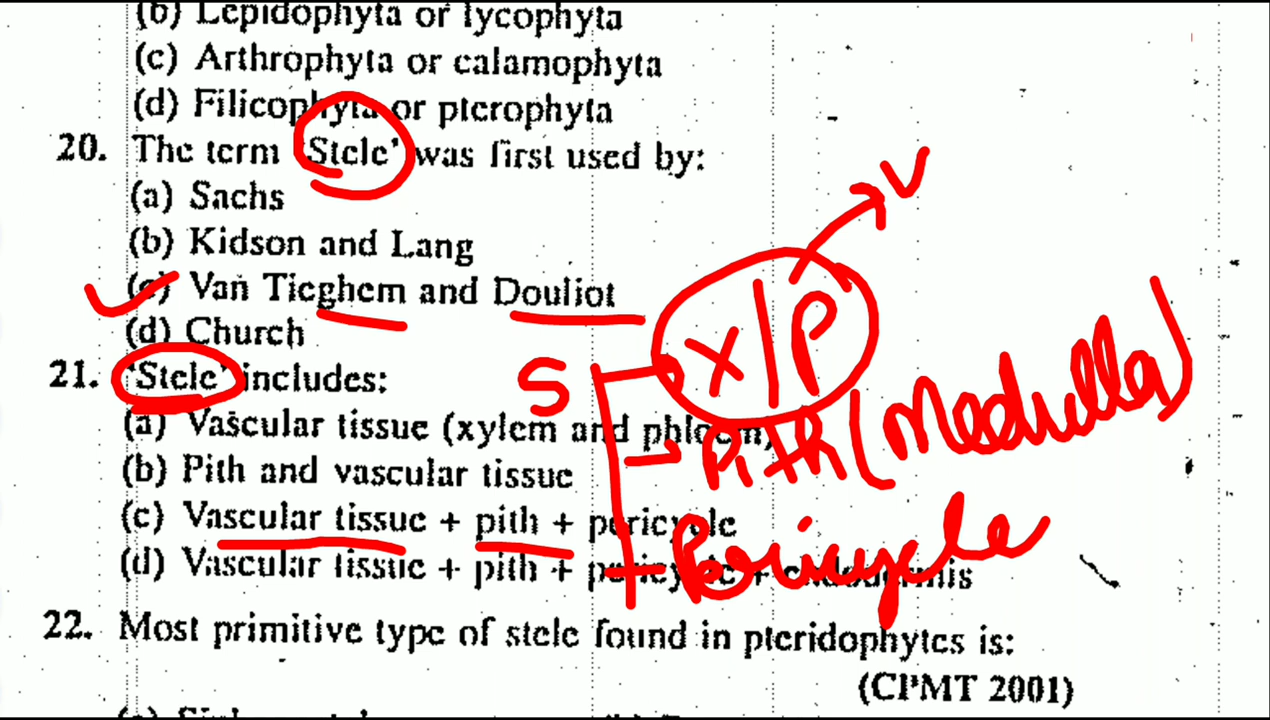 (b) Lepidophyta or lycophyta
(c) Arthrophyta or calamophyta
(d) Filicophyta or pterophyta
20. The term 'Stele' was first used by:
(a) Sachs
(b) Kidson and Lang
(c) Van Tieghem and Douliot
(d) Church
21. 'Stele' includes:
(a) Vascular tissue (xylem and phloem)
(b) Pith and vascular tissue
(c) Vascular tissue + pith + pericycle
(d) Vascular tissue + pith + pericycle + endodermis
22. Most primitive type of stele found in pteridophytes is:
(CPMT 2001)
V
S
X | P
Pith (Medulla)
Pericycle